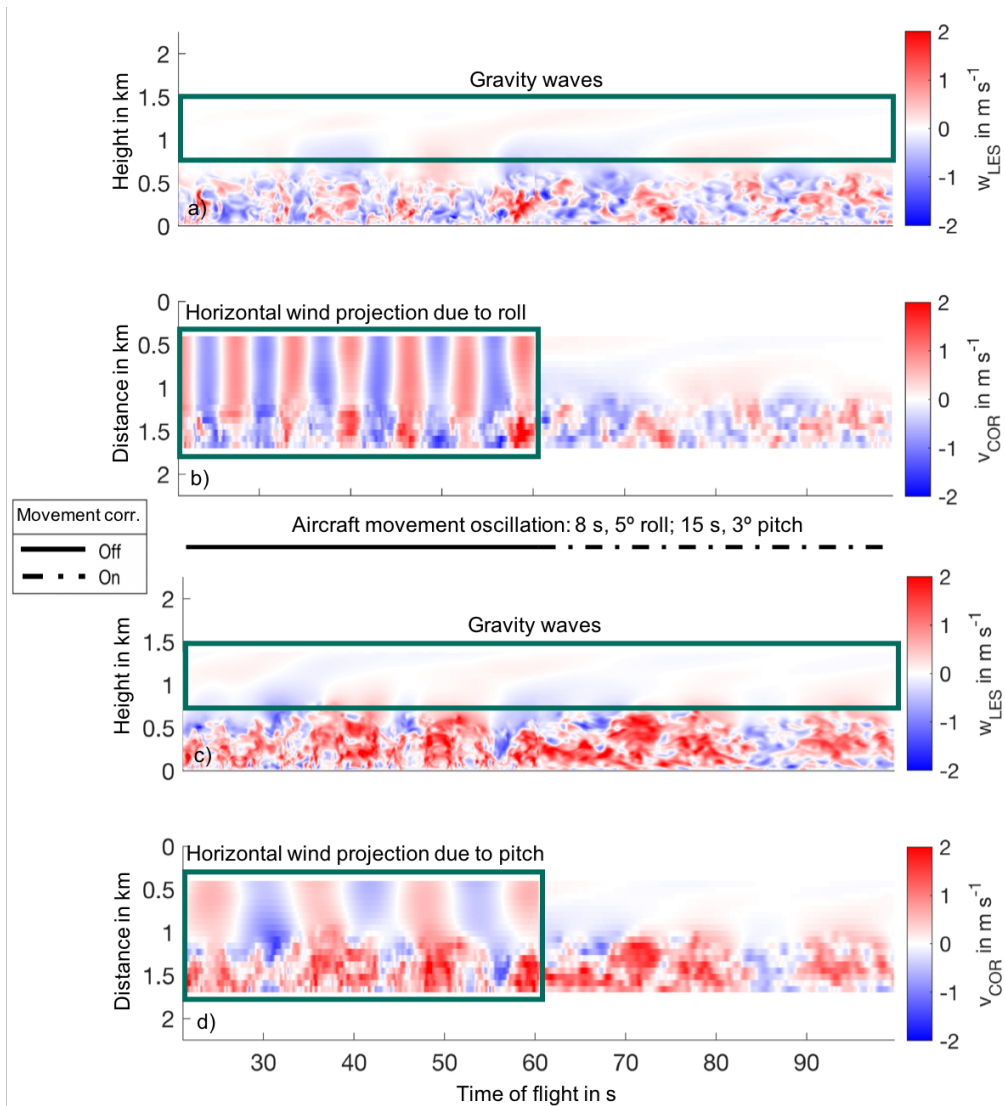 2
1.5
1
0.5
0
Height in km
Gravity waves
a)
2
1
0
-1
-2
w_LES in m s^-1
0
0.5
1
1.5
2
Distance in km
Horizontal wind projection due to roll
b)
2
1
0
-1
-2
v_COR in m s^-1
Movement corr.
Off
On
Aircraft movement oscillation: 8 s, 5º roll; 15 s, 3º pitch
2
1.5
1
0.5
0
Height in km
Gravity waves
c)
2
1
0
-1
-2
w_LES in m s^-1
0
0.5
1
1.5
2
Distance in km
Horizontal wind projection due to pitch
d)
2
1
0
-1
-2
v_COR in m s^-1
30 40 50 60 70 80 90
Time of flight in s